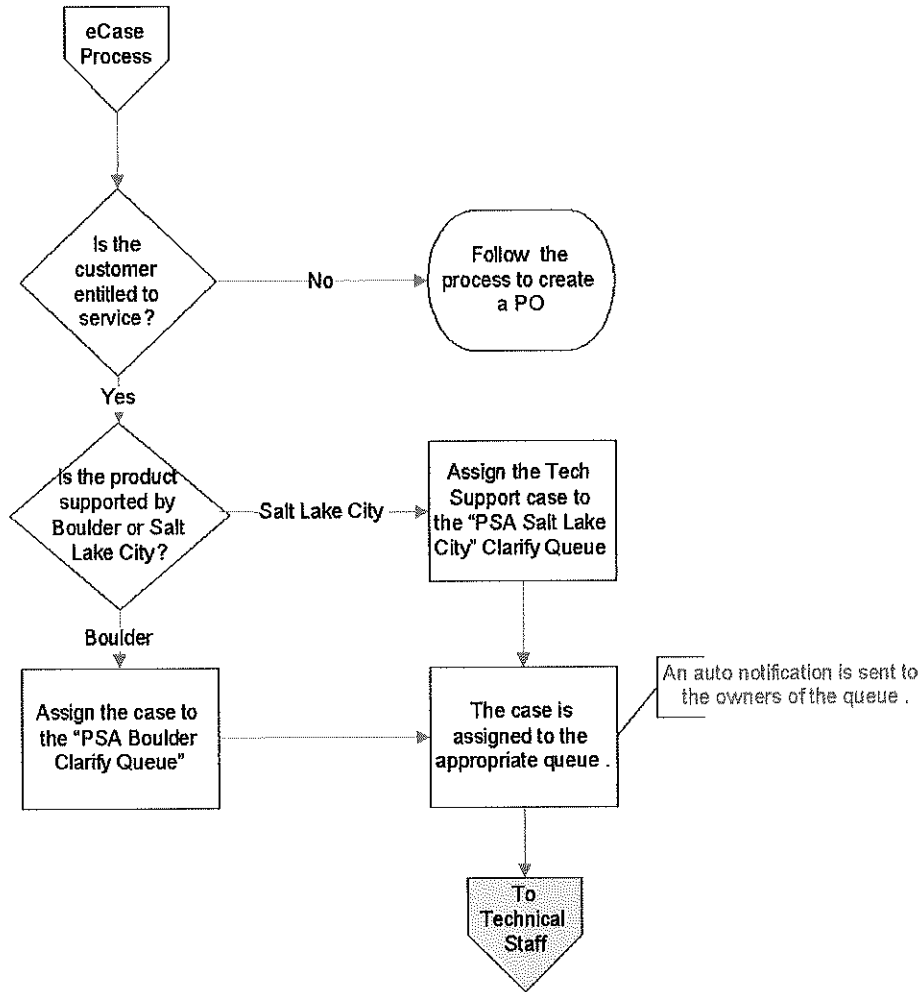 eCase
Process
Is the
customer
entitled to
service?
No
Follow the
process to create
a PO
Yes
Is the product
supported by
Boulder or Salt
Lake City?
Salt Lake City
Assign the Tech
Support case to
the “PSA Salt Lake
City” Clarify Queue
Boulder
Assign the case to
the “PSA Boulder
Clarify Queue”
The case is
assigned to the
appropriate queue .
An auto notification is sent to
the owners of the queue .
To
Technical
Staff